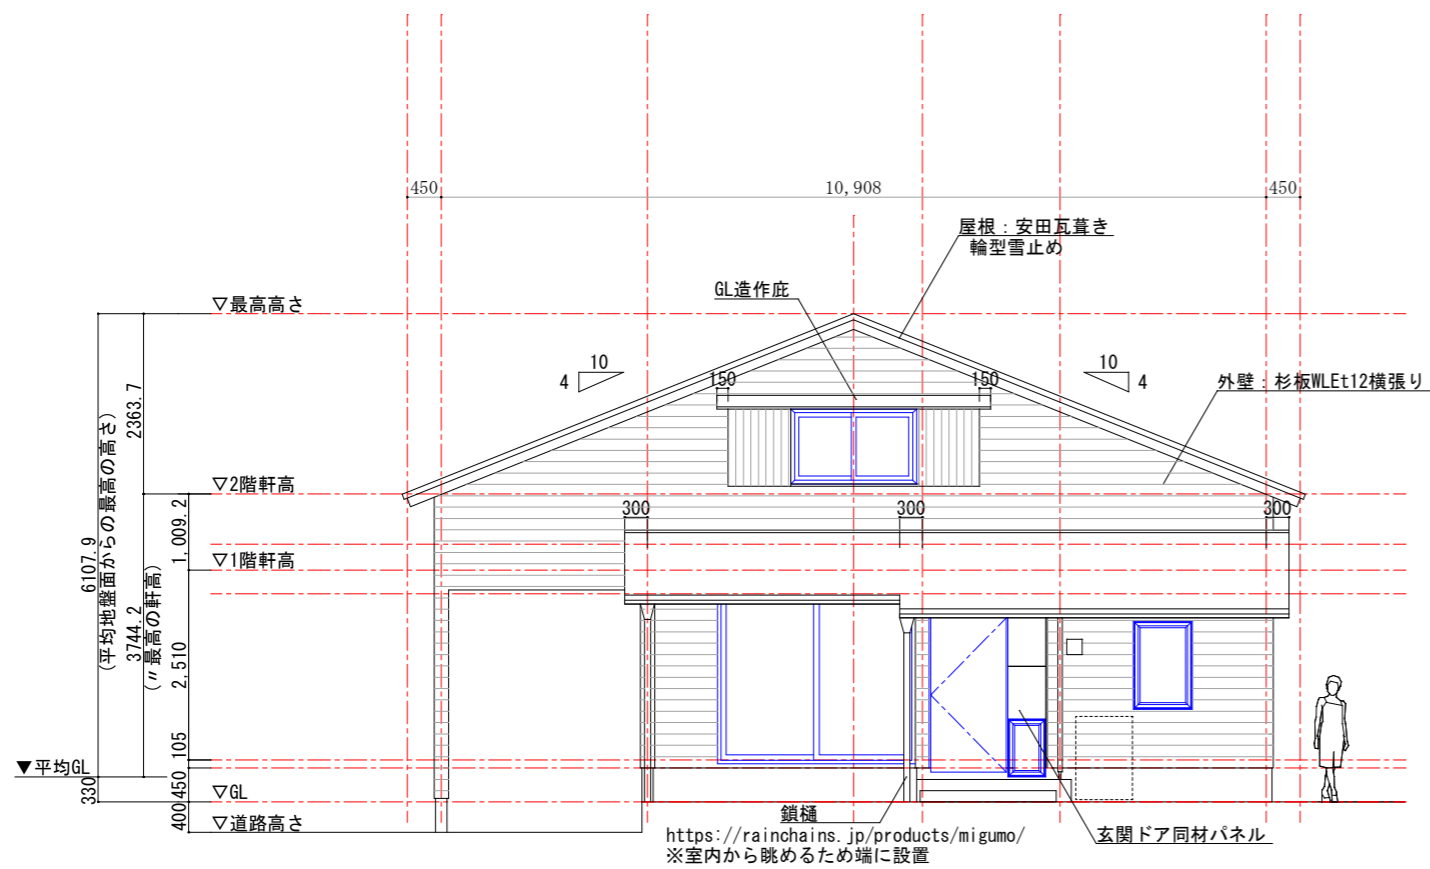 450
10,908
450
屋根：安田瓦葺き
輪型雪止め
GL造作庇
▽最高高さ
10
4
10
4
150
150
外壁：杉板WLEt12横張り
2363.7
▽2階軒高
300
300
300
1,009.2
▽1階軒高
6107.9
(平均地盤面からの最高の高さ)
3744.2
(〃最高の軒高)
2,510
105
▼平均GL
330
450
▽GL
400
▽道路高さ
鎖樋
https://rainchains.jp/products/migumo/
※室内から眺めるため端に設置
玄関ドア同材パネル